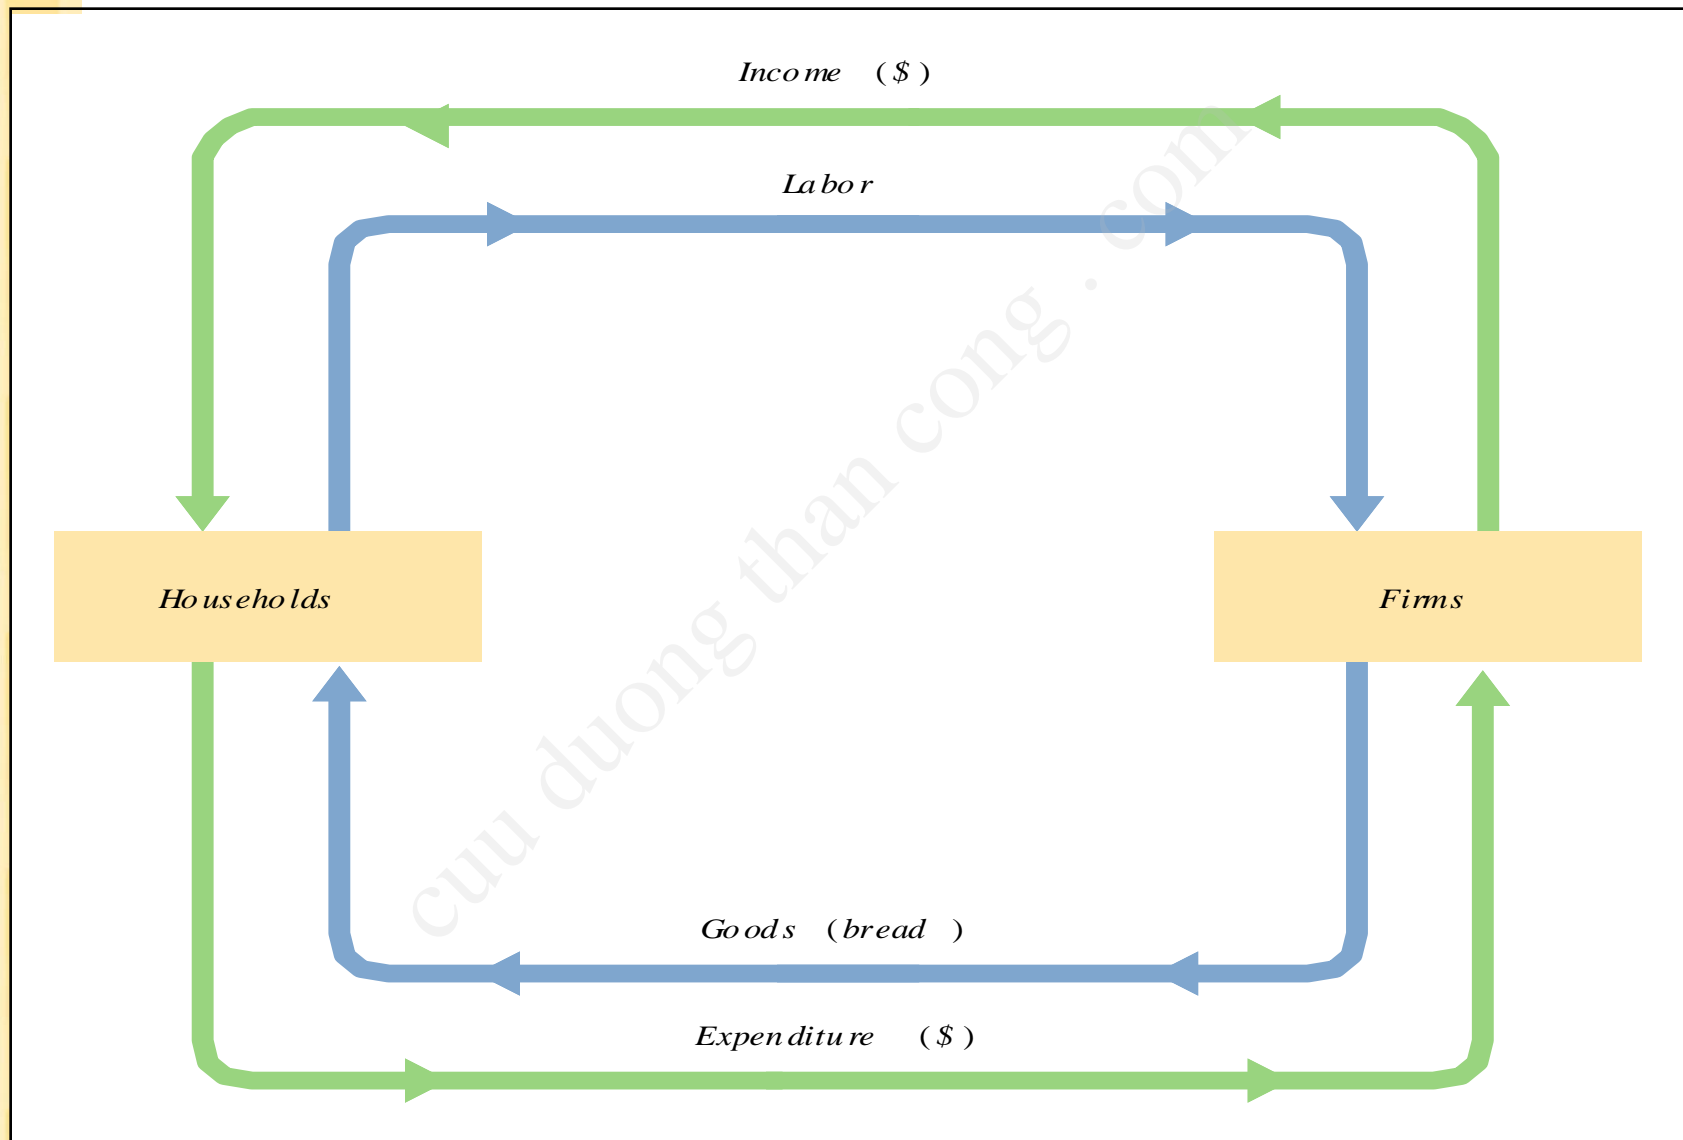 Income ($)
Labor
Households
Firms
Goods (bread )
Expenditure ($)
cuu duong than cong . com